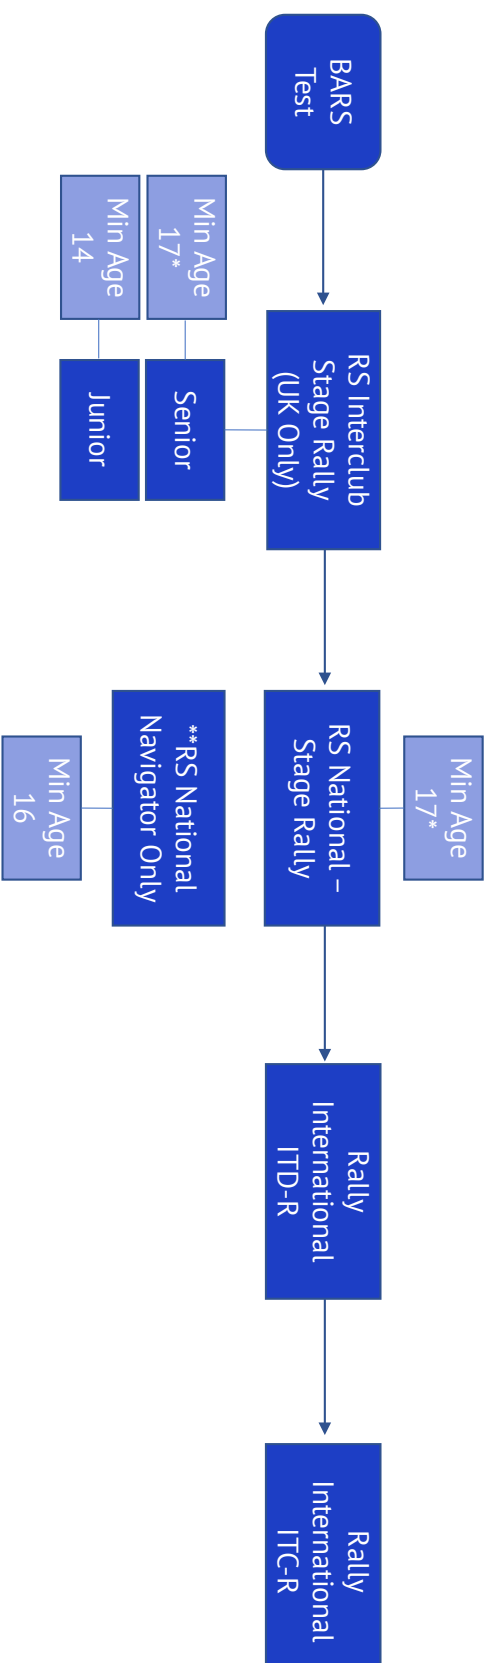 Min Age
17*
BARS
Test
RS Interclub
Stage Rally
(UK Only)
RS National –
Stage Rally
Rally
International
ITD-R
Rally
International
ITC-R
Min Age
17*
Senior
**RS National
Navigator Only
Min Age
14
Junior
Min Age
16